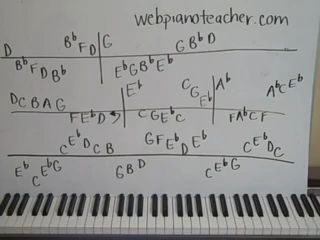 webpianoteacher.com
D B♭ F D G G B♭ D
B♭ F D B♭ E♭ G B♭ E♭
E♭ C G E♭ A♭ A♭ C E♭
D C B A G F E♭ D C G E♭ C F A♭ C F
C E♭ D C B G F E♭ D E♭ C E♭ D C
E♭ C E♭ G G B D C E♭ G